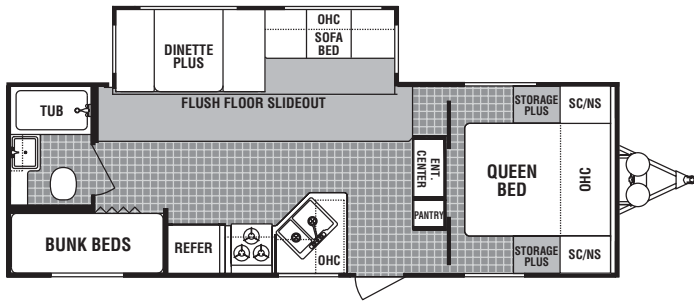 OHC
DINETTE
PLUS
SOFA
BED
FLUSH FLOOR SLIDEOUT
TUB
STORAGE
PLUS
SC/NS
ENT.
CENTER
QUEEN
BED
OHC
PANTRY
BUNK BEDS
REFER
OHC
STORAGE
PLUS
SC/NS